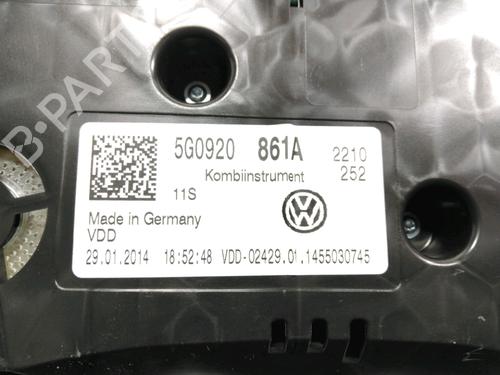 B-PARTS
5G0920 861A 2210
Kombiinstrument 252
11S
Made in Germany
VDD
29.01.2014 18:52:48 VDD-02429.01.1455030745